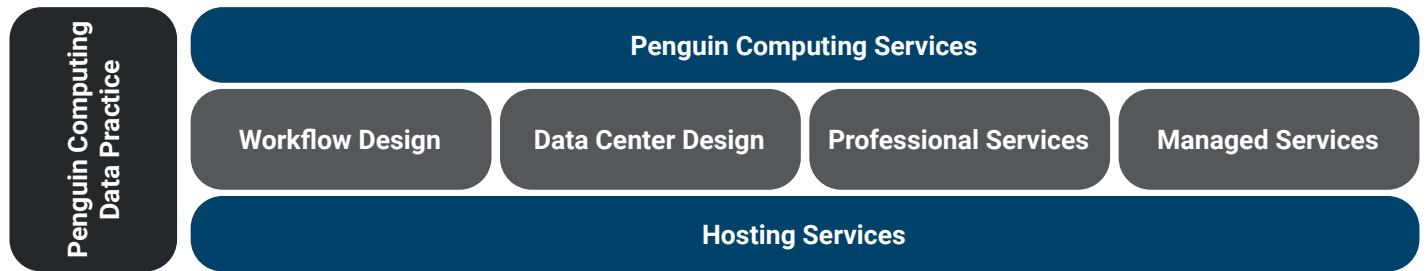 Penguin Computing
Data Practice
Penguin Computing Services
Workflow Design
Data Center Design
Professional Services
Managed Services
Hosting Services